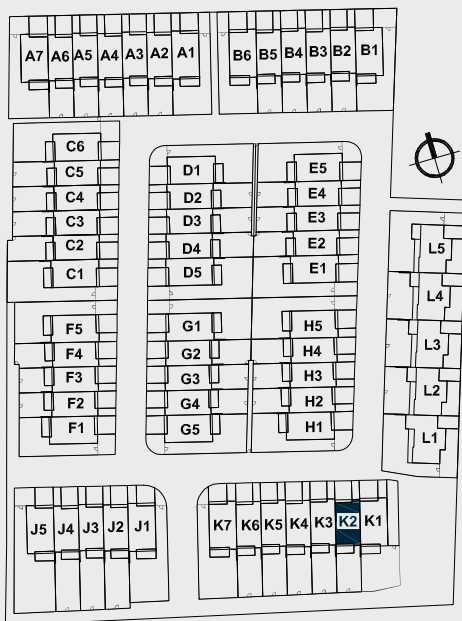 A7 A6 A5 A4 A3 A2 A1
B6 B5 B4 B3 B2 B1
C6
C5
C4
C3
C2
C1
D1
D2
D3
D4
D5
E5
E4
E3
E2
E1
F5
F4
F3
F2
F1
G1
G2
G3
G4
G5
H5
H4
H3
H2
H1
L5
L4
L3
L2
L1
J5 J4 J3 J2 J1
K7 K6 K5 K4 K3 K2 K1